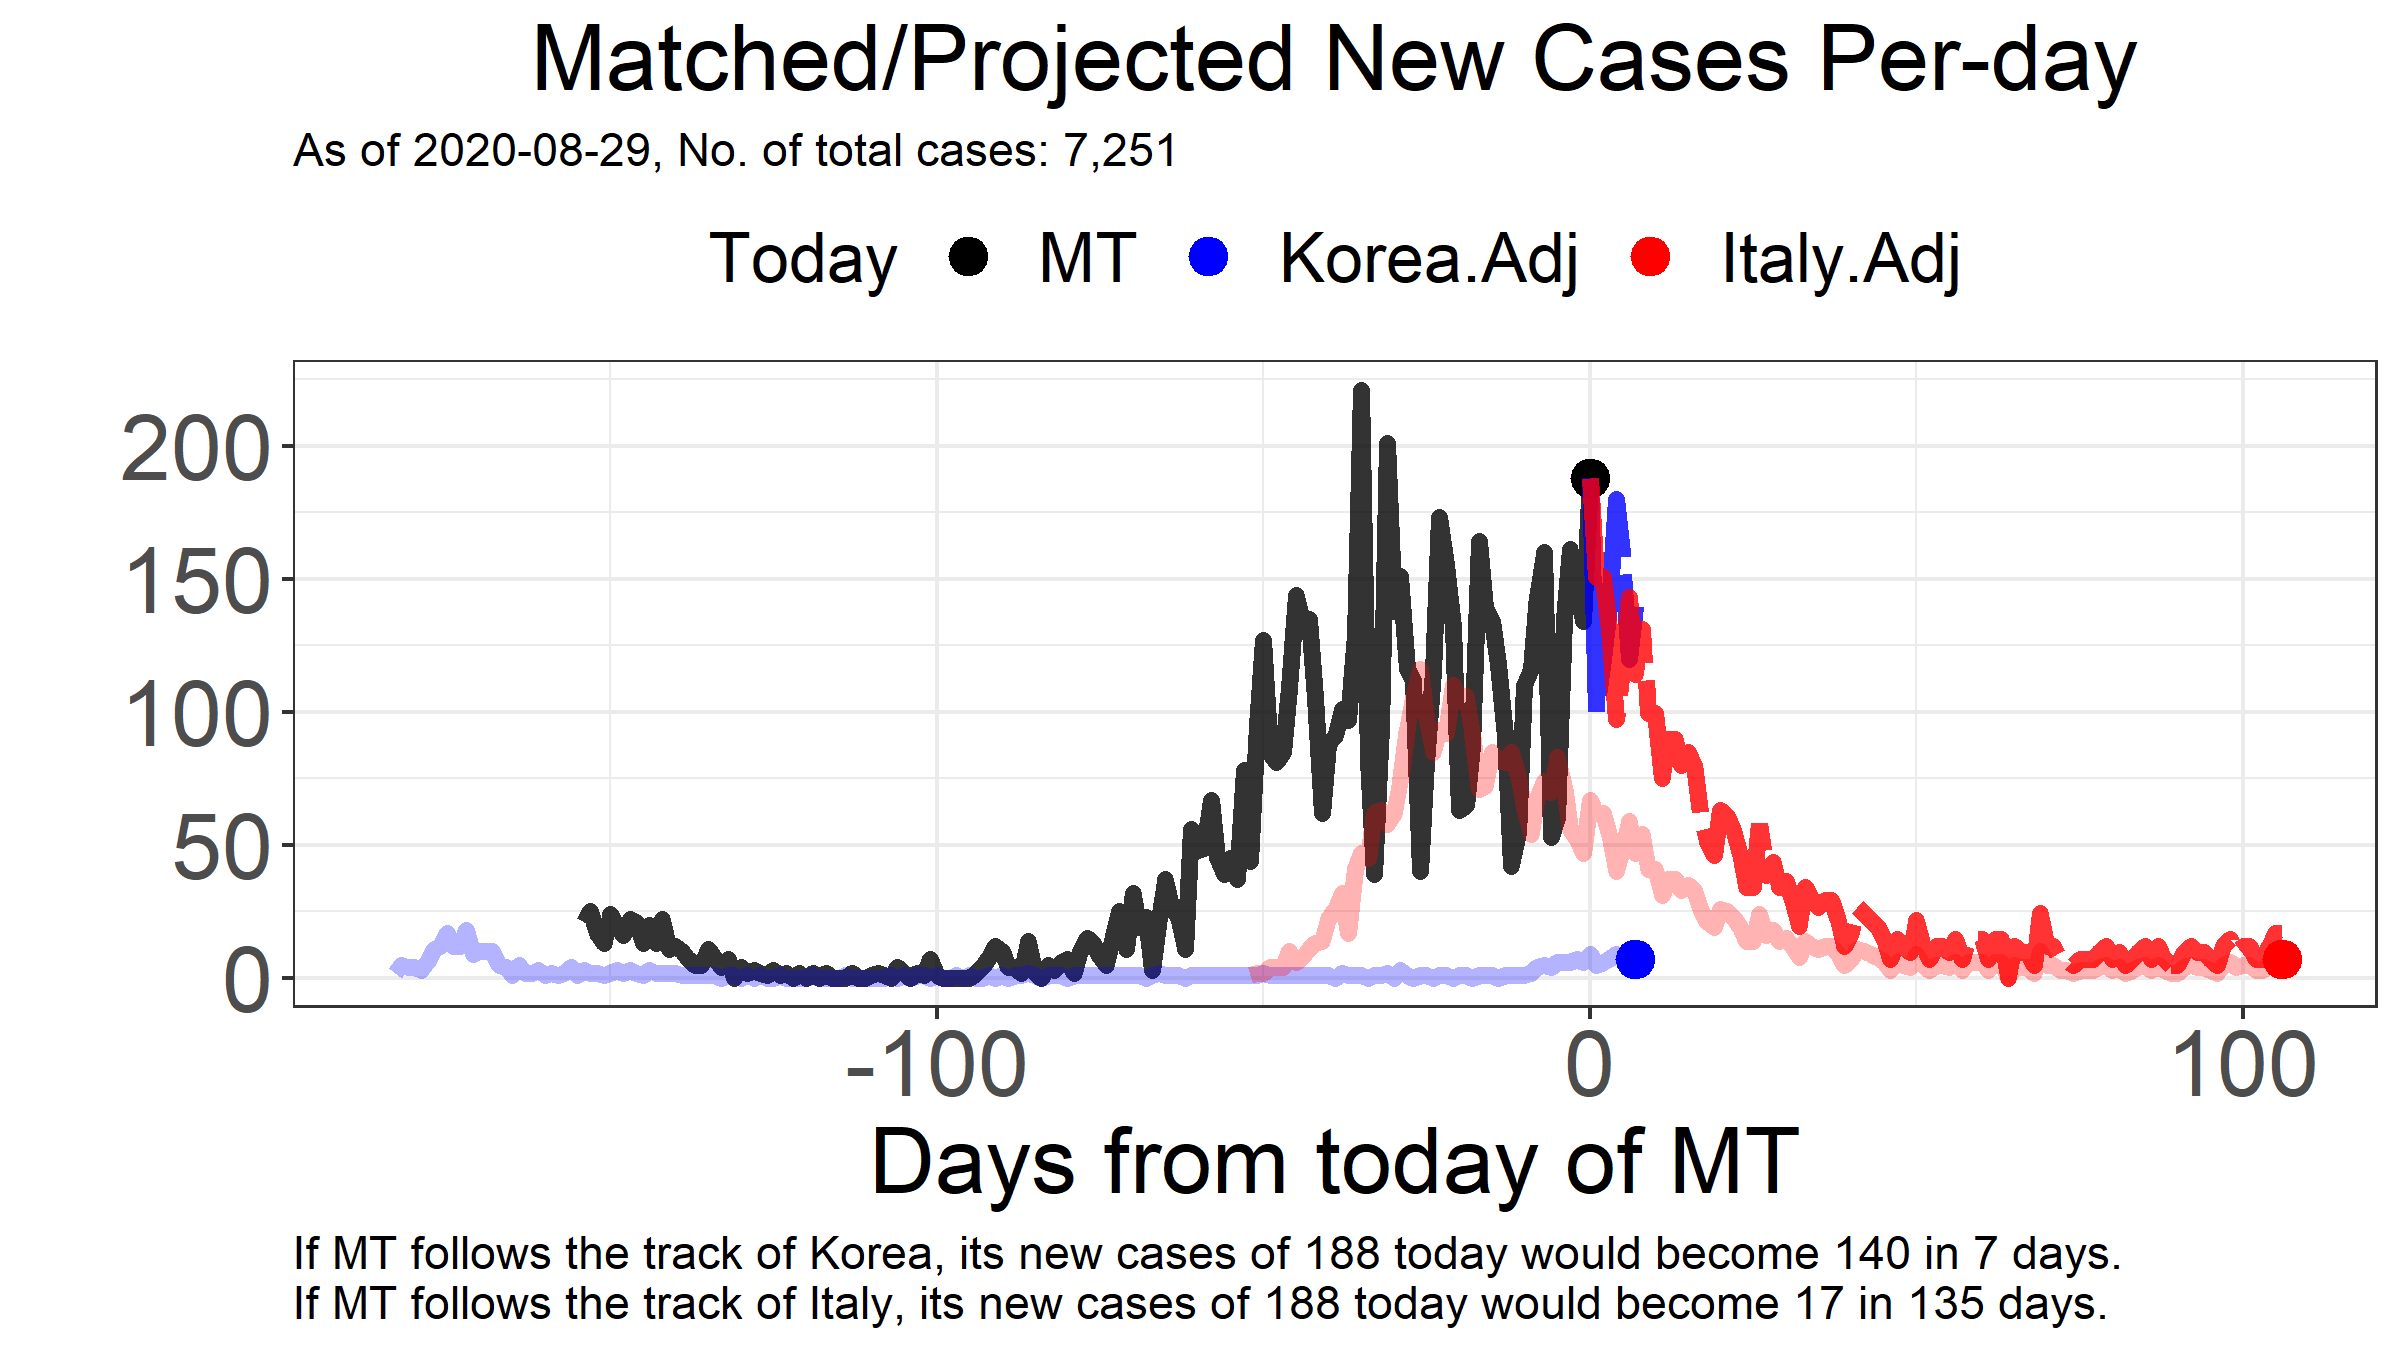 Matched/Projected New Cases Per-day
As of 2020-08-29, No. of total cases: 7,251
Today MT Korea.Adj Italy.Adj
200
150
100
50
0
-100 0 100
Days from today of MT
If MT follows the track of Korea, its new cases of 188 today would become 140 in 7 days.
If MT follows the track of Italy, its new cases of 188 today would become 17 in 135 days.